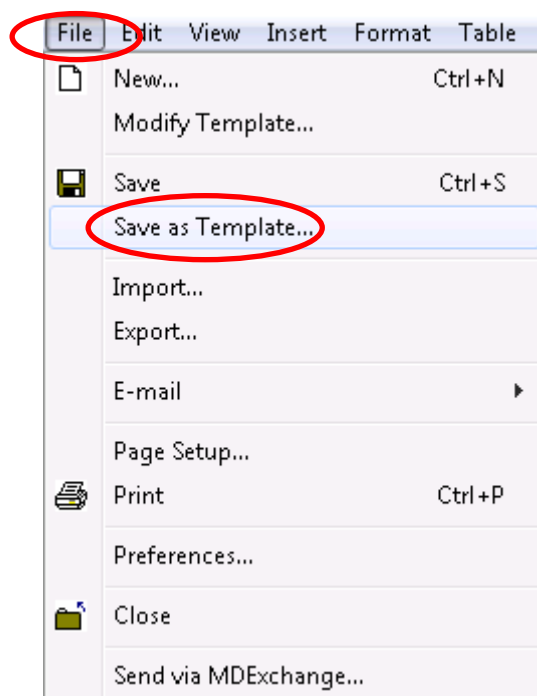 File Edit View Insert Format Table
New... Ctrl+N
Modify Template...
Save Ctrl+S
Save as Template...
Import...
Export...
E-mail
Page Setup...
Print Ctrl+P
Preferences...
Close
Send via MDExchange...